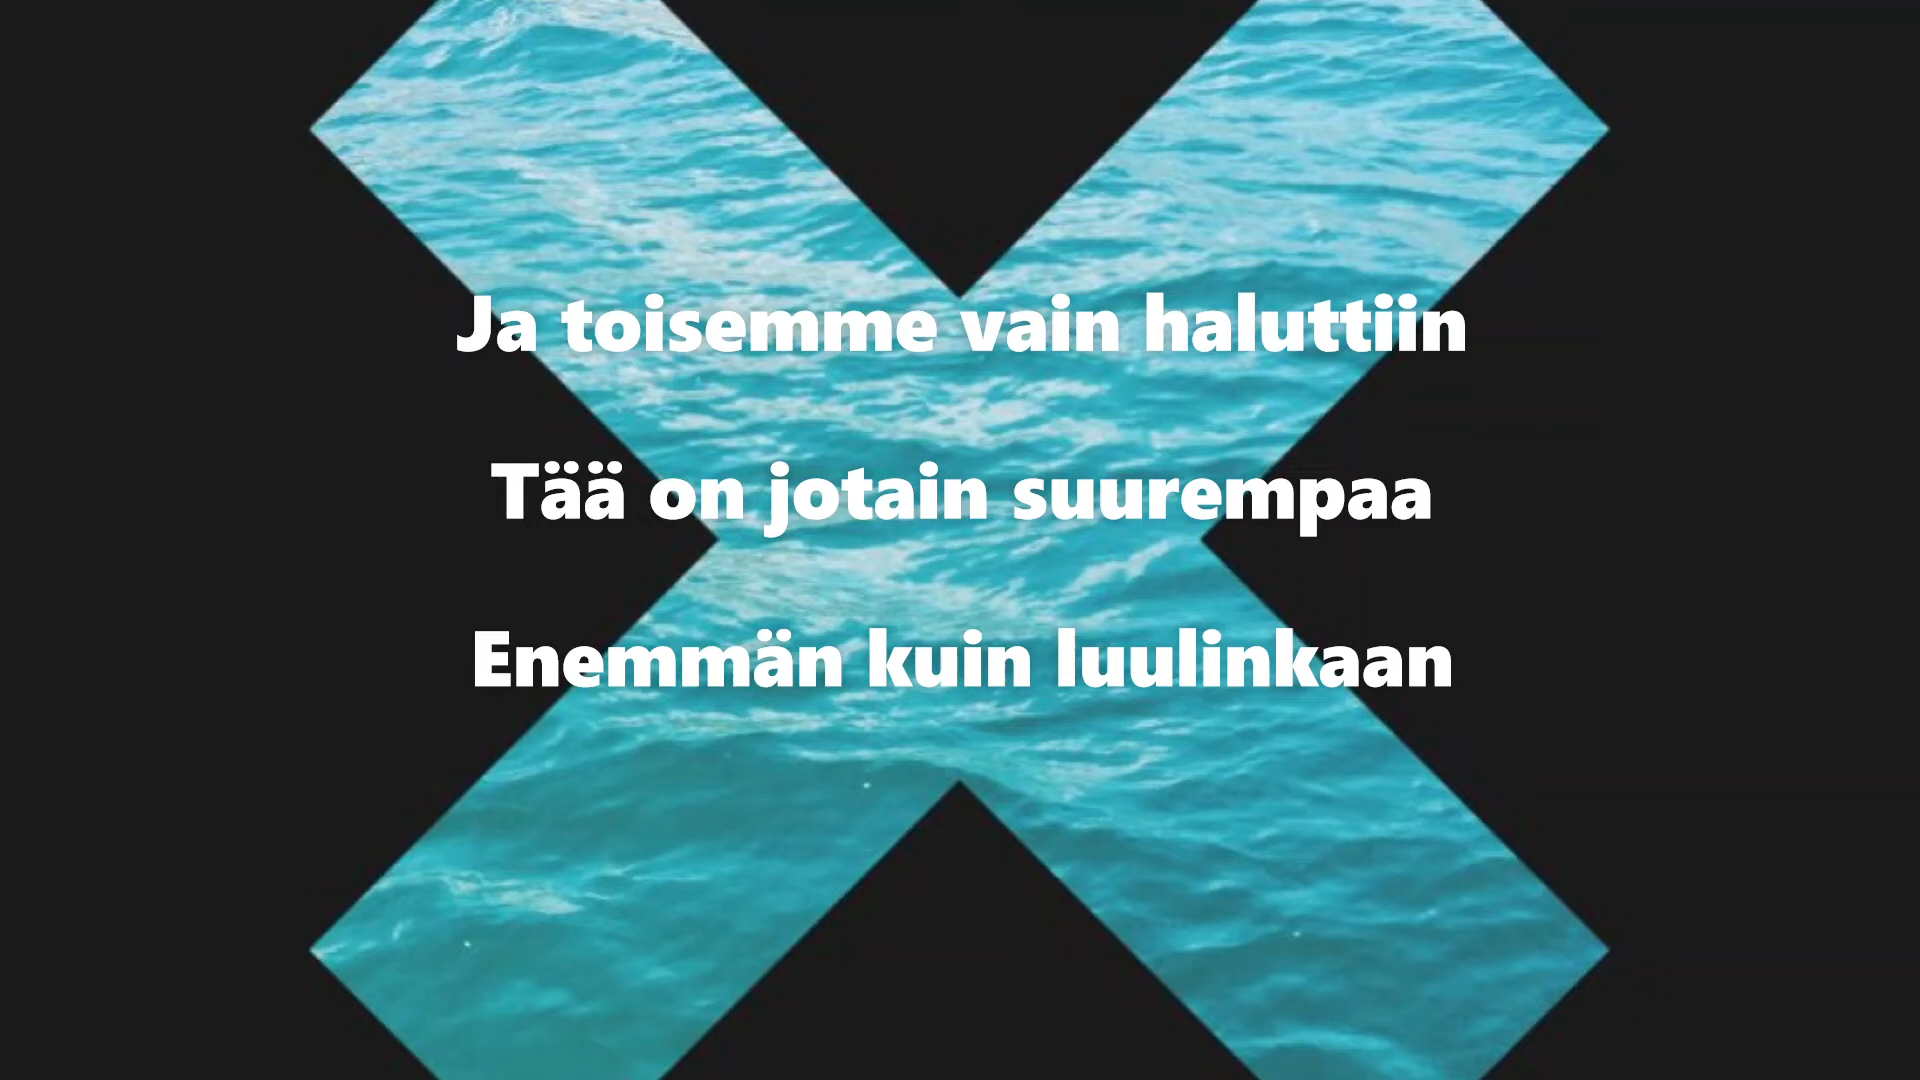 Ja toisemme vain haluttiin
Tää on jotain suurempaa
Enemmän kuin luulinkaan